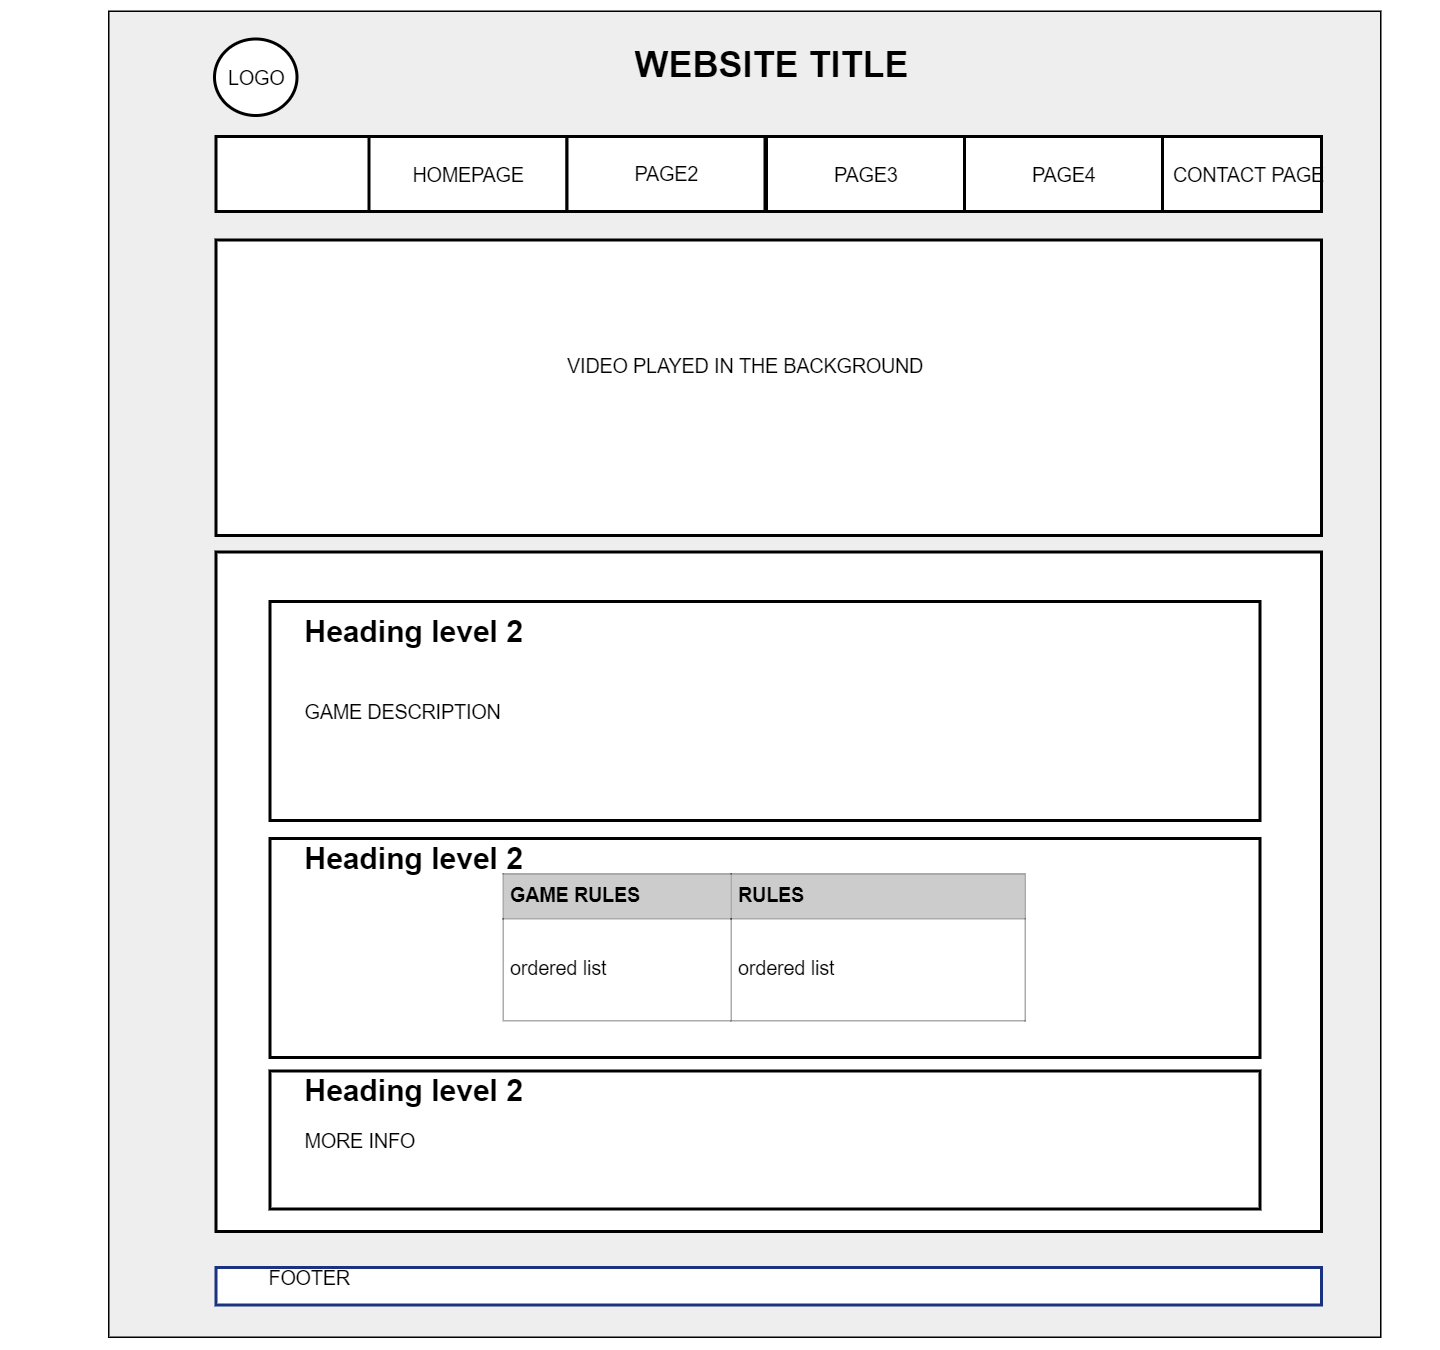 LOGO
WEBSITE TITLE
HOMEPAGE
PAGE2
PAGE3
PAGE4
CONTACT PAGE
VIDEO PLAYED IN THE BACKGROUND
Heading level 2
GAME DESCRIPTION
Heading level 2
GAME RULES
RULES
ordered list
ordered list
Heading level 2
MORE INFO
FOOTER